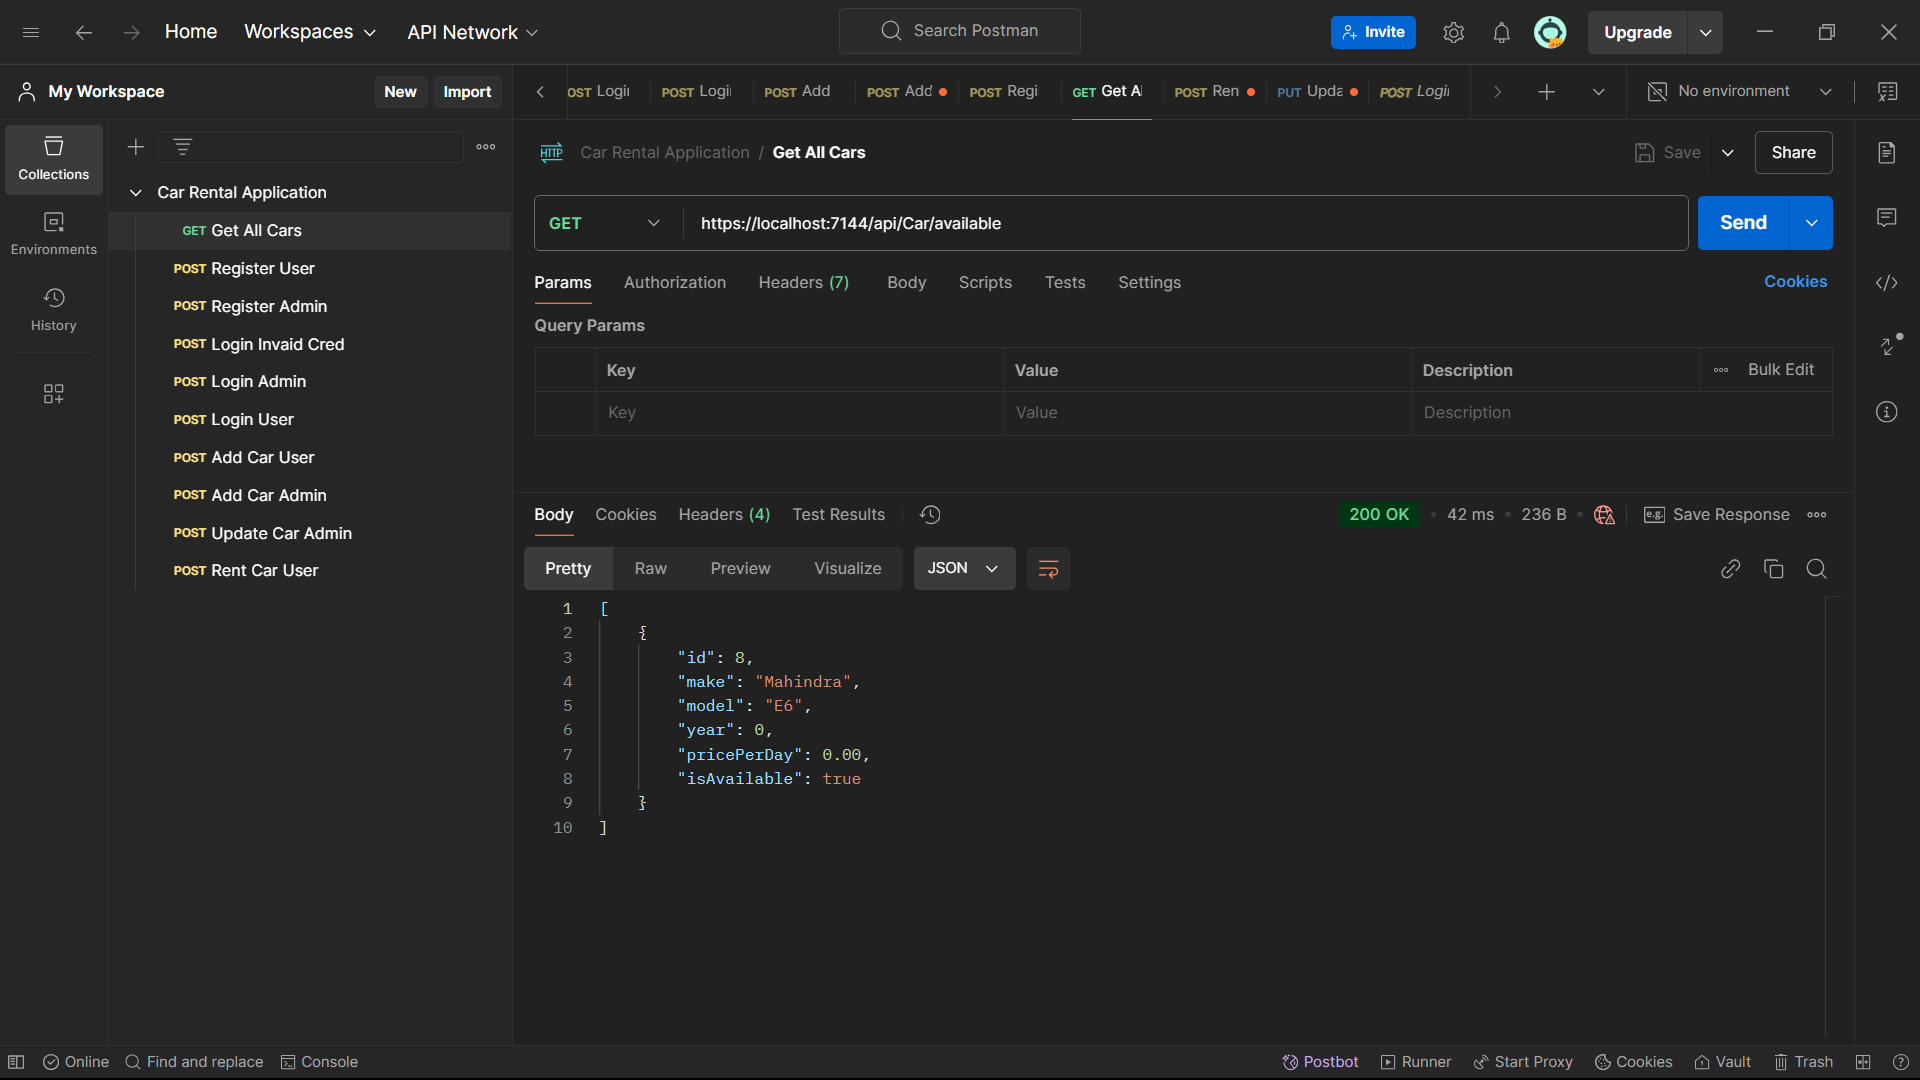 Home Workspaces API Network Search Postman Invite Upgrade
My Workspace New Import
OST Logi POST Logi POST Add POST Add POST Regi GET Get Al POST Ren PUT Upda POST Logi No environment
Collections
Environments
History
Car Rental Application
GET Get All Cars
POST Register User
POST Register Admin
POST Login Invaid Cred
POST Login Admin
POST Login User
POST Add Car User
POST Add Car Admin
POST Update Car Admin
POST Rent Car User
HTTP Car Rental Application / Get All Cars Save Share
GET https://localhost:7144/api/Car/available Send
Params Authorization Headers (7) Body Scripts Tests Settings Cookies
Query Params
Key Value Description Bulk Edit
Key Value Description
Body Cookies Headers (4) Test Results 200 OK 42 ms 236 B e.g. Save Response
Pretty Raw Preview Visualize JSON
1 [
2 {
3 "id": 8,
4 "make": "Mahindra",
5 "model": "E6",
6 "year": 0,
7 "pricePerDay": 0.00,
8 "isAvailable": true
9 }
10 ]
Online Find and replace Console Postbot Runner Start Proxy Cookies Vault Trash